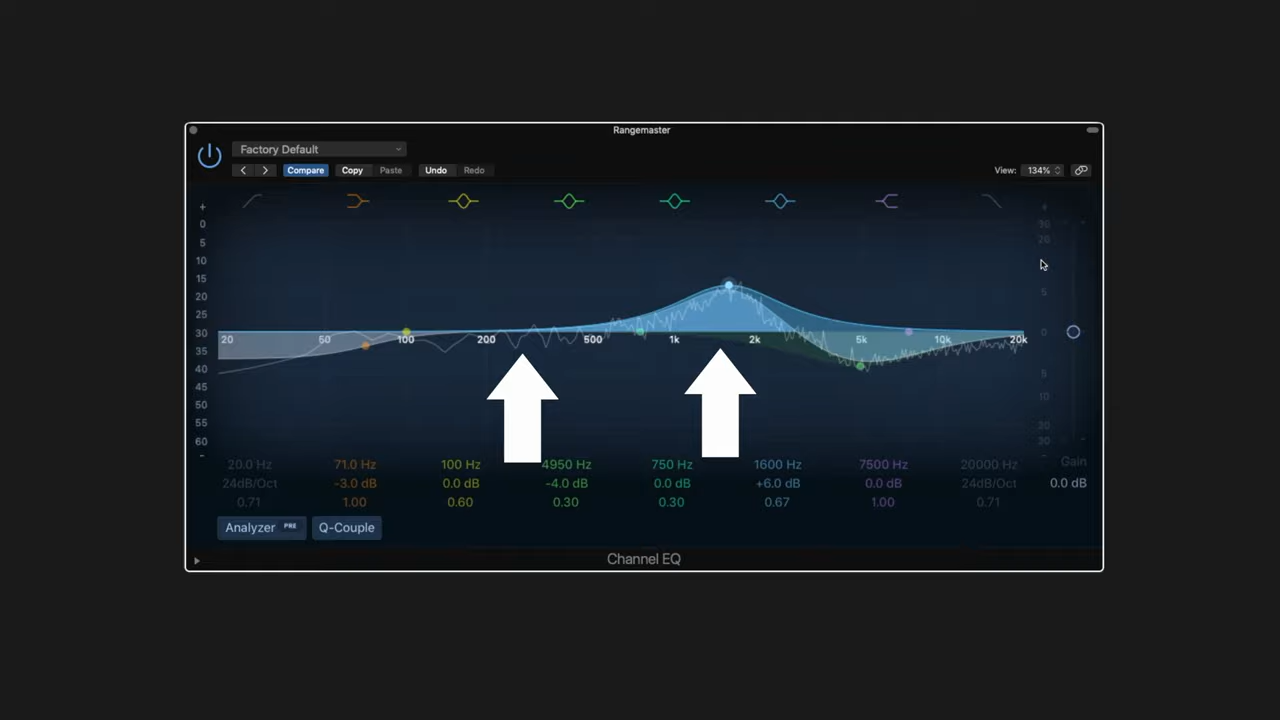 Rangemaster
Factory Default
Compare Copy Paste Undo Redo View: 134%
+ +
0 30
5 20
10
15
20 5
25
30 20 50 100 200 500 1k 2k 5k 10k 20k 0
35
40 5
45
50 10
55 20
60 30
- -
20.0 Hz 71.0 Hz 100 Hz 4950 Hz 750 Hz 1600 Hz 7500 Hz 20000 Hz Gain
24dB/Oct -3.0 dB 0.0 dB -4.0 dB 0.0 dB +6.0 dB 0.0 dB 24dB/Oct 0.0 dB
0.71 1.00 0.60 0.30 0.30 0.67 1.00 0.71
Analyzer PRE Q-Couple
Channel EQ